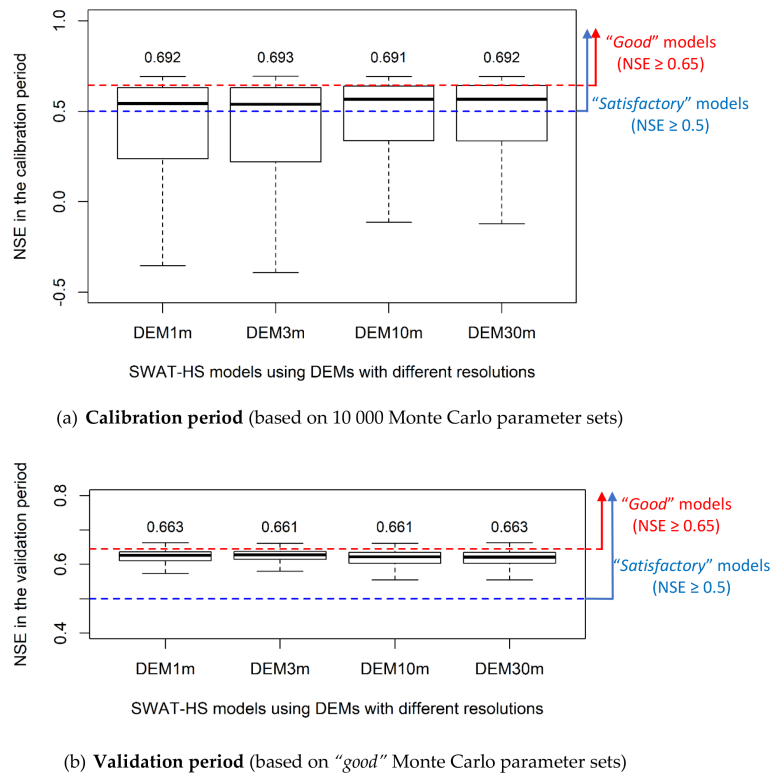 1.0
0.5
0.0
-0.5
NSE in the calibration period
0.692
0.693
0.691
0.692
"Good" models
(NSE ≥ 0.65)
"Satisfactory" models
(NSE ≥ 0.5)
DEM1m
DEM3m
DEM10m
DEM30m
SWAT-HS models using DEMs with different resolutions
(a) Calibration period (based on 10 000 Monte Carlo parameter sets)
0.8
0.6
0.4
NSE in the validation period
0.663
0.661
0.661
0.663
"Good" models
(NSE ≥ 0.65)
"Satisfactory" models
(NSE ≥ 0.5)
DEM1m
DEM3m
DEM10m
DEM30m
SWAT-HS models using DEMs with different resolutions
(b) Validation period (based on "good" Monte Carlo parameter sets)